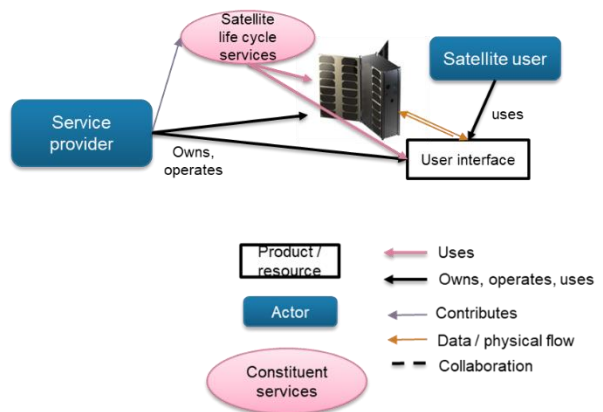 Satellite
life cycle
services
Satellite user
Service
provider
uses
Owns,
operates
User interface
Product /
resource
Uses
Owns, operates, uses
Actor
Contributes
Data / physical flow
Collaboration
Constituent
services